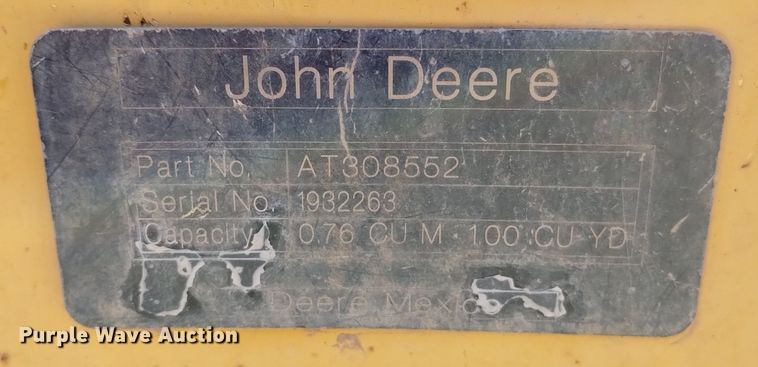 John Deere
Part No. AT308552
Serial No. 1932263
Capacity 0.76 CU M - 1.00 CU YD
Deere Mexico
Purple Wave Auction